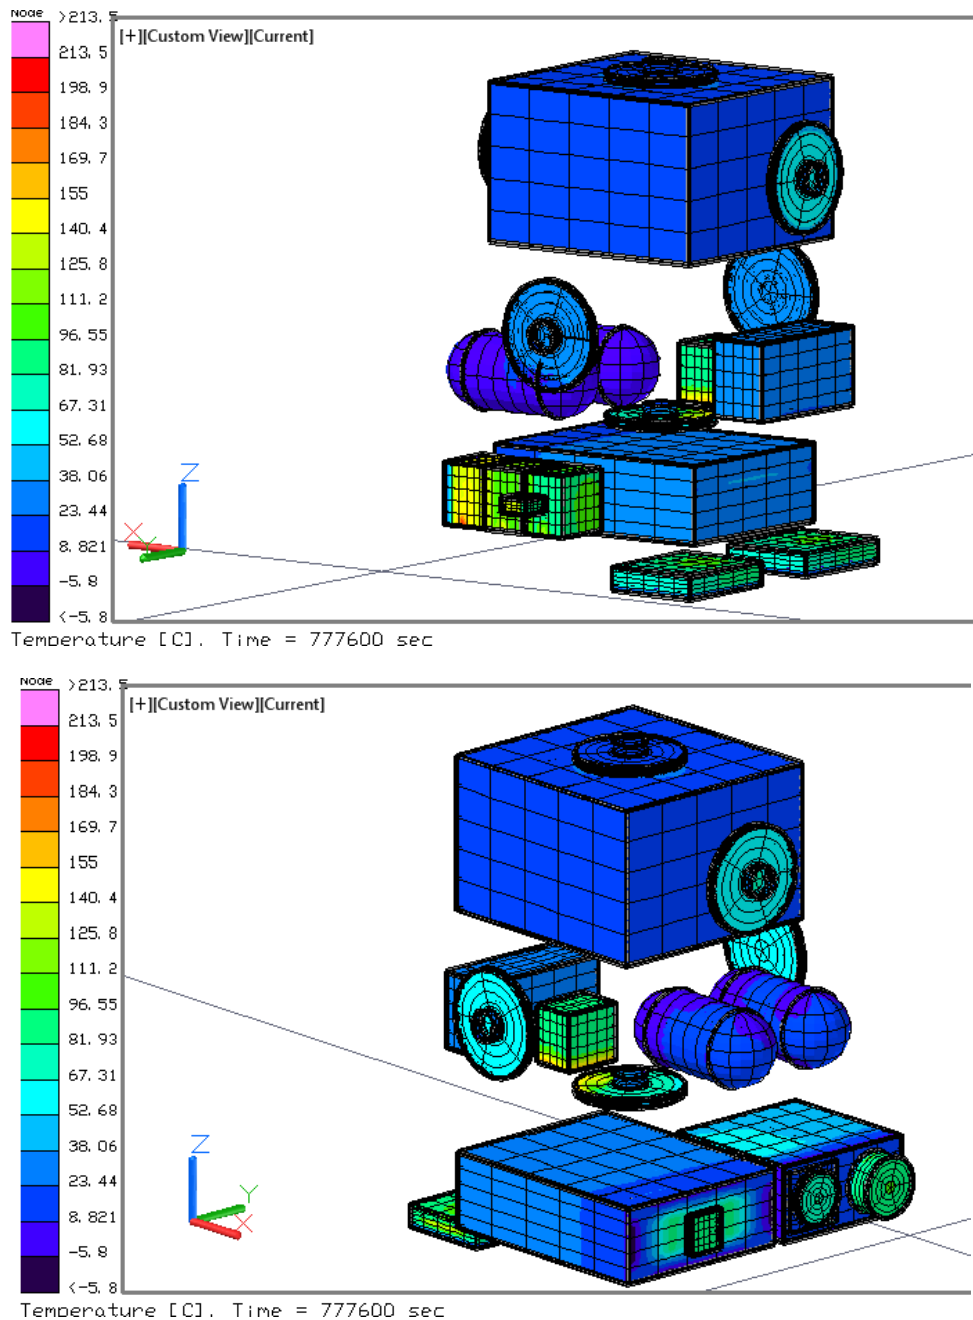 Node >213.5
[+][Custom View][Current]
213.5
198.9
184.3
169.7
155
140.4
125.8
111.2
96.55
81.93
67.31
52.68
38.06
23.44
8.821
-5.8
<-5.8
Z
X
Y
Temperature [C], Time = 777600 sec
Node >213.5
[+][Custom View][Current]
213.5
198.9
184.3
169.7
155
140.4
125.8
111.2
96.55
81.93
67.31
52.68
38.06
23.44
8.821
-5.8
<-5.8
Z
Y
X
Temperature [C], Time = 777600 sec